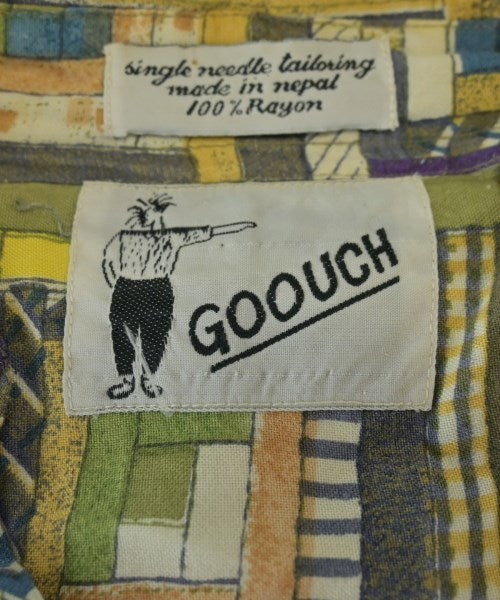 single needle tailoring
made in nepal
100% Rayon
GOOUCH